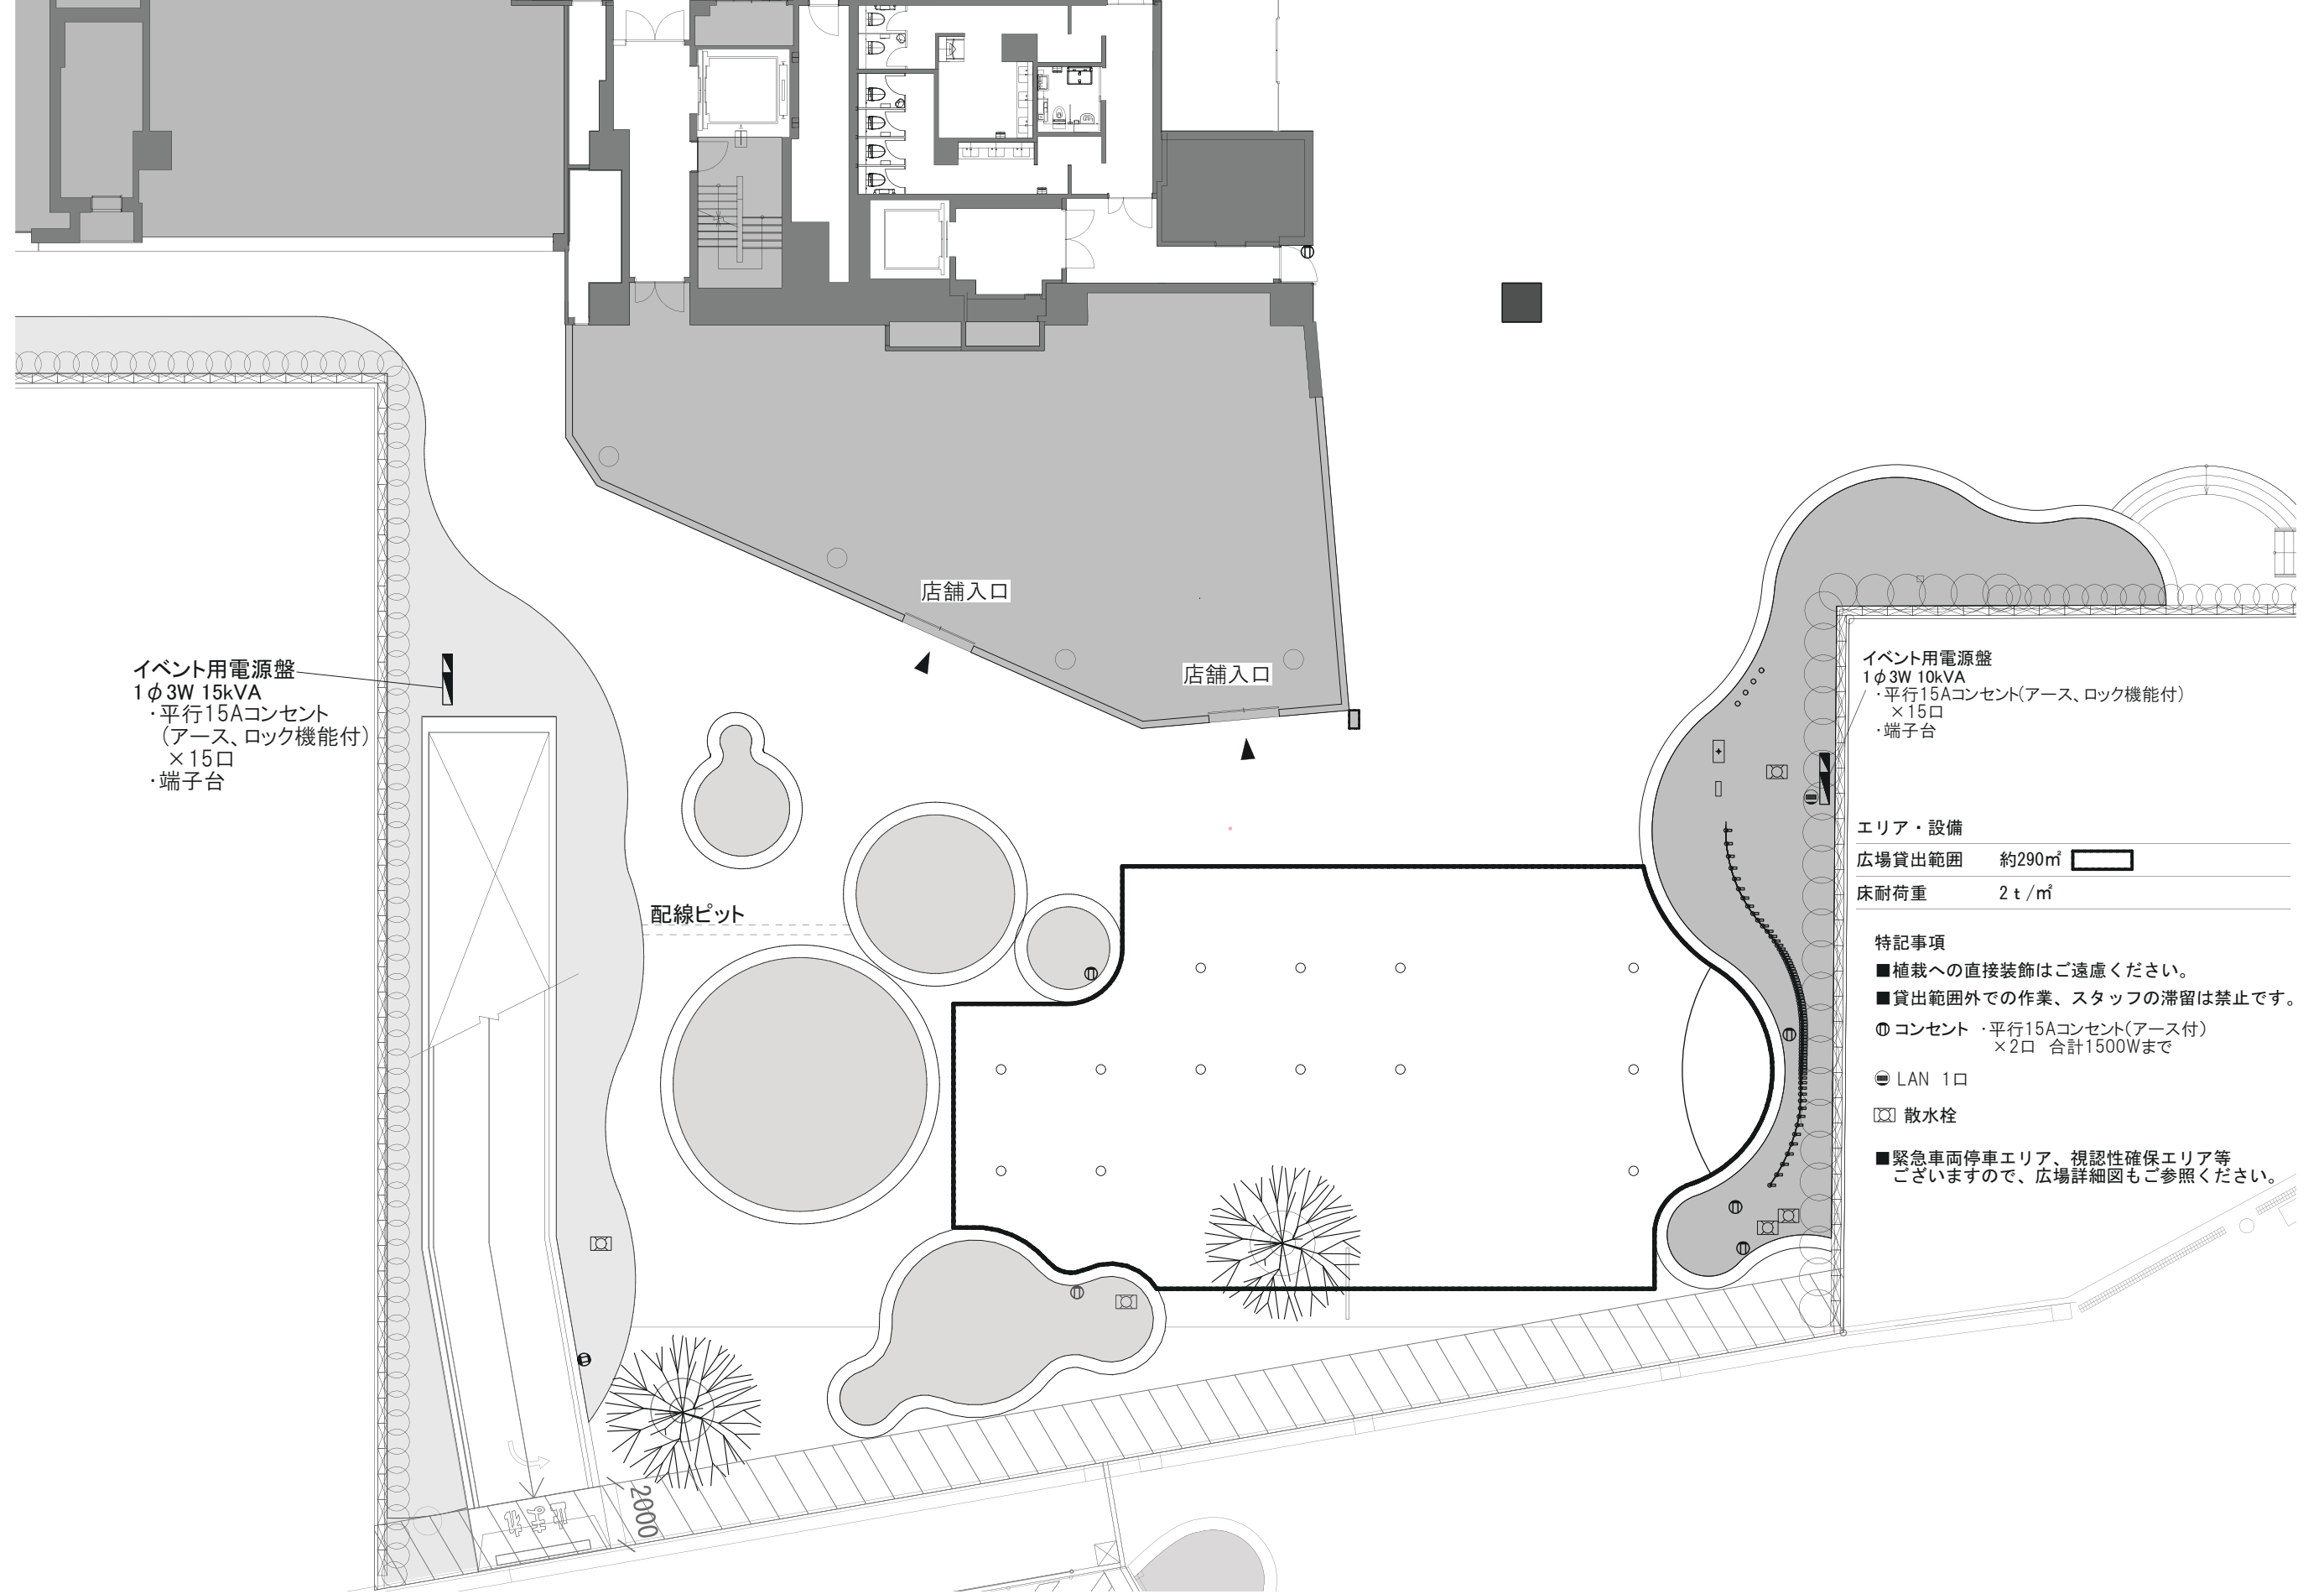 店舗入口
店舗入口
イベント用電源盤
1φ3W 15kVA
・平行15Aコンセント
(アース、ロック機能付)
×15口
・端子台
イベント用電源盤
1φ3W 10kVA
・平行15Aコンセント(アース、ロック機能付)
×15口
・端子台
配線ピット
エリア・設備
広場貸出範囲 約290㎡
床耐荷重 2t/㎡
特記事項
■植栽への直接装飾はご遠慮ください。
■貸出範囲外での作業、スタッフの滞留は禁止です。
コンセント ・平行15Aコンセント(アース付)
×2口 合計1500Wまで
LAN 1口
散水栓
■緊急車両停車エリア、視認性確保エリア等
ございますので、広場詳細図もご参照ください。
2000